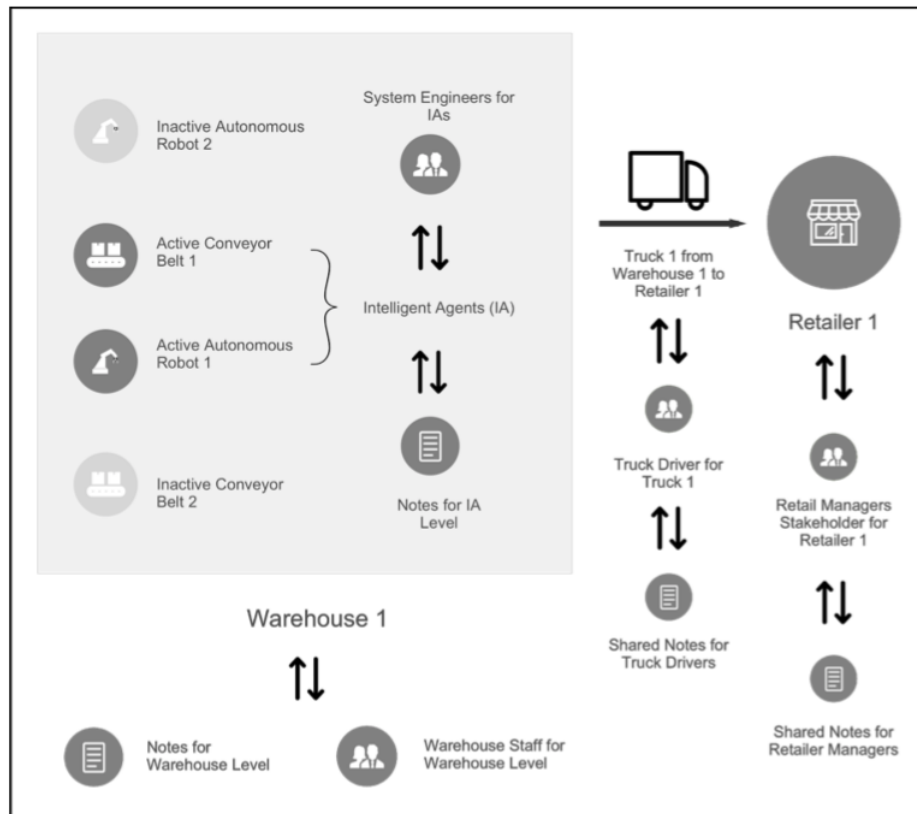 System Engineers for
IAs
Inactive Autonomous
Robot 2
Active Conveyor
Belt 1
Intelligent Agents (IA)
Active Autonomous
Robot 1
Inactive Conveyor
Belt 2
Notes for IA
Level
Truck 1 from
Warehouse 1 to
Retailer 1
Retailer 1
Truck Driver for
Truck 1
Retail Managers
Stakeholder for
Retailer 1
Shared Notes for
Truck Drivers
Shared Notes for
Retailer Managers
Warehouse 1
Notes for
Warehouse Level
Warehouse Staff for
Warehouse Level